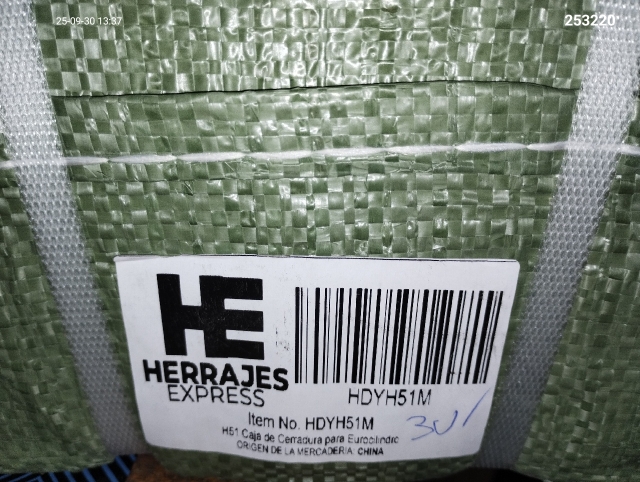 25-09-30 13:37
253220
HE
HERRAJES
EXPRESS
HDYH51M
Item No. HDYH51M
H51 Caja de Cerradura para Eurocilindro
ORIGEN DE LA MERCADERIA: CHINA